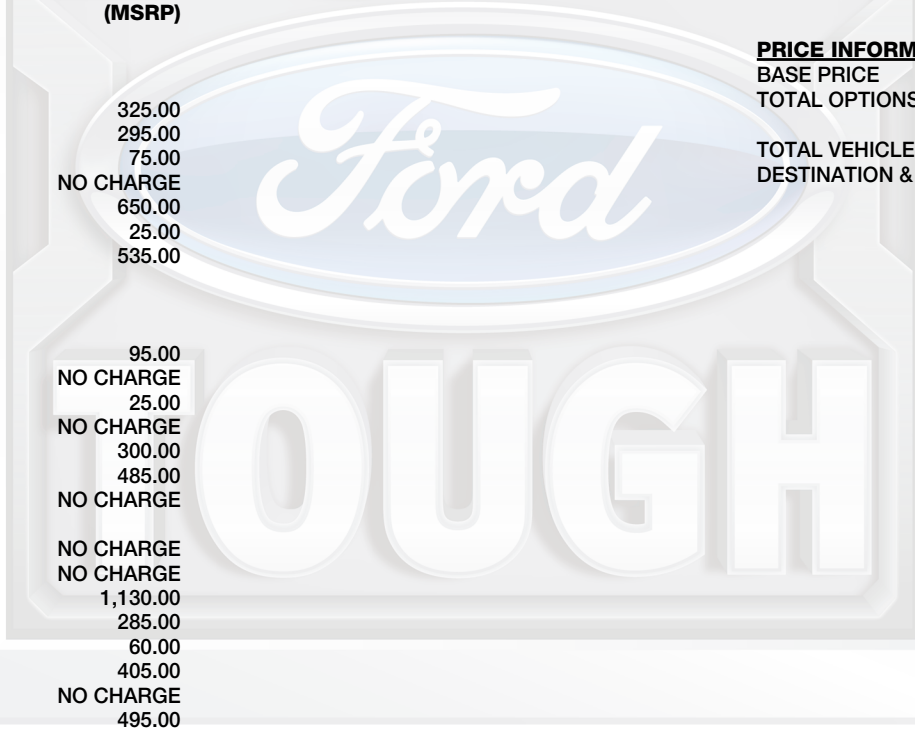 (MSRP)
325.00
295.00
75.00
NO CHARGE
650.00
25.00
535.00
95.00
NO CHARGE
25.00
NO CHARGE
300.00
485.00
NO CHARGE
NO CHARGE
NO CHARGE
1,130.00
285.00
60.00
405.00
NO CHARGE
495.00
PRICE INFORM
BASE PRICE
TOTAL OPTIONS
TOTAL VEHICLE
DESTINATION &
Ford
TOUGH